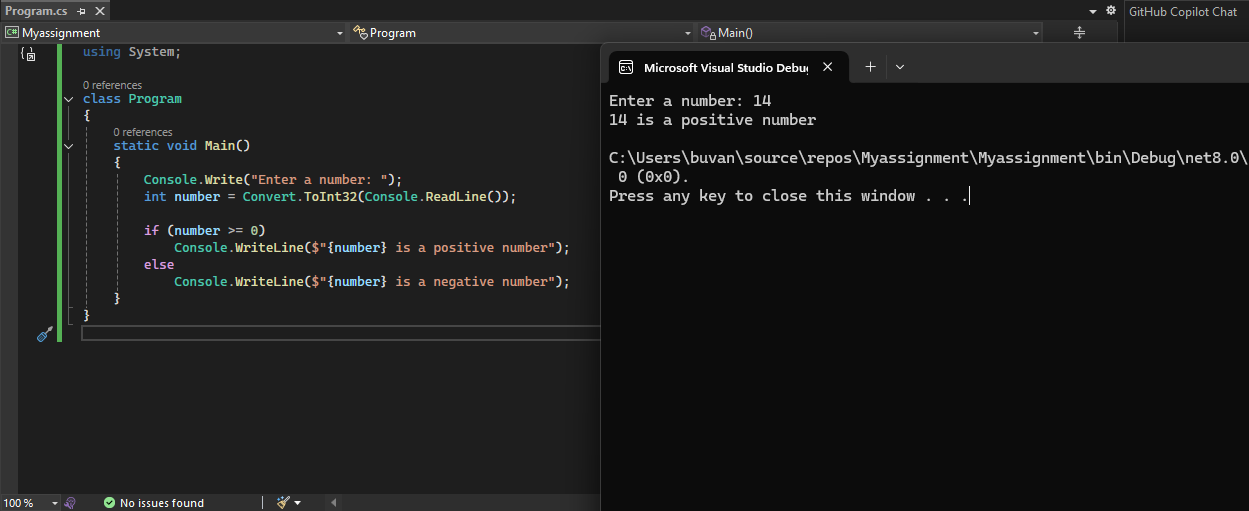 Program.cs
GitHub Copilot Chat
C# Myassignment
Program
Main()
using System;
0 references
class Program
{
0 references
static void Main()
{
Console.Write("Enter a number: ");
int number = Convert.ToInt32(Console.ReadLine());
if (number >= 0)
Console.WriteLine($"{number} is a positive number");
else
Console.WriteLine($"{number} is a negative number");
}
}
100 %
No issues found
Microsoft Visual Studio Debu
Enter a number: 14
14 is a positive number
C:\Users\buvan\source\repos\Myassignment\Myassignment\bin\Debug\net8.0\
0 (0x0).
Press any key to close this window . . .